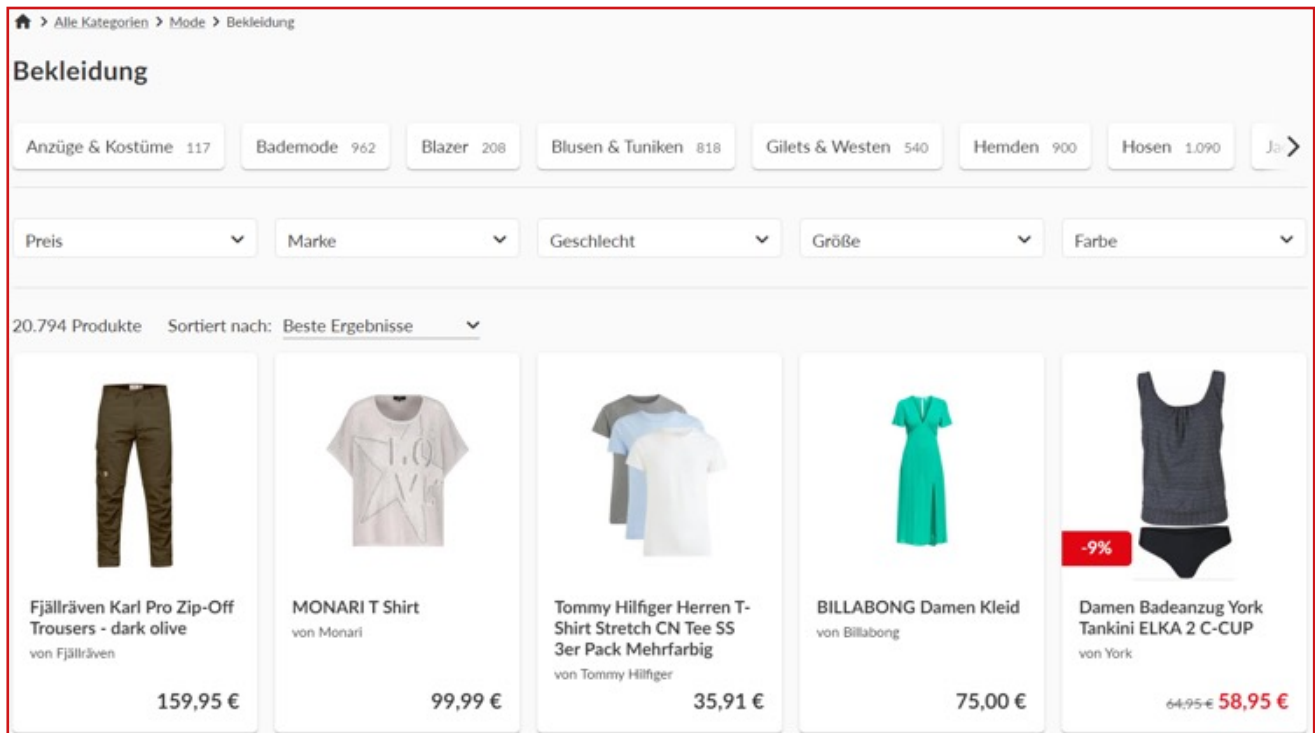 > Alle Kategorien > Mode > Bekleidung
Bekleidung
Anzüge & Kostüme 117 Bademode 962 Blazer 208 Blusen & Tuniken 818 Gilets & Westen 540 Hemden 900 Hosen 1.090
Preis Marke Geschlecht Größe Farbe
20.794 Produkte Sortiert nach: Beste Ergebnisse
LO
VE
-9%
Fjällräven Karl Pro Zip-Off
Trousers - dark olive
von Fjällräven
159,95 €
MONARI T Shirt
von Monari
99,99 €
Tommy Hilfiger Herren T-
Shirt Stretch CN Tee SS
3er Pack Mehrfarbig
von Tommy Hilfiger
35,91 €
BILLABONG Damen Kleid
von Billabong
75,00 €
Damen Badeanzug York
Tankini ELKA 2 C-CUP
von York
64,95 € 58,95 €